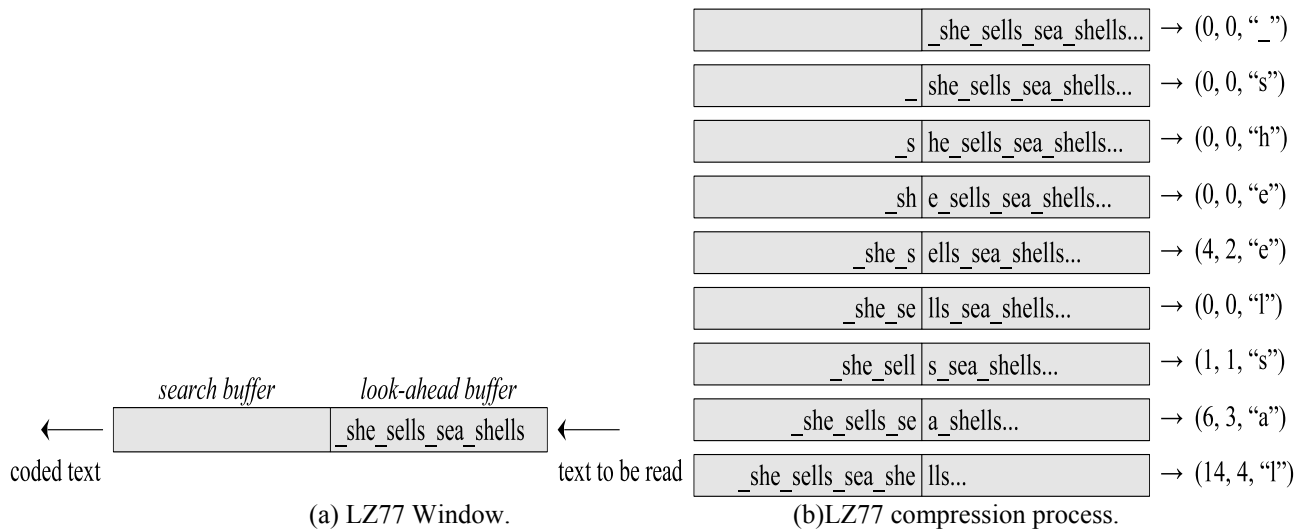 _she_sells_sea_shells... → (0, 0, “_”)
_ she_sells_sea_shells... → (0, 0, “s”)
_s he_sells_sea_shells... → (0, 0, “h”)
_sh e_sells_sea_shells... → (0, 0, “e”)
_she_s ells_sea_shells... → (4, 2, “e”)
_she_se lls_sea_shells... → (0, 0, “l”)
_she_sell s_sea_shells... → (1, 1, “s”)
_she_sells_se a_shells... → (6, 3, “a”)
_she_sells_sea_she lls... → (14, 4, “l”)
search buffer look-ahead buffer
_she_sells_sea_shells
coded text text to be read
(a) LZ77 Window. (b)LZ77 compression process.